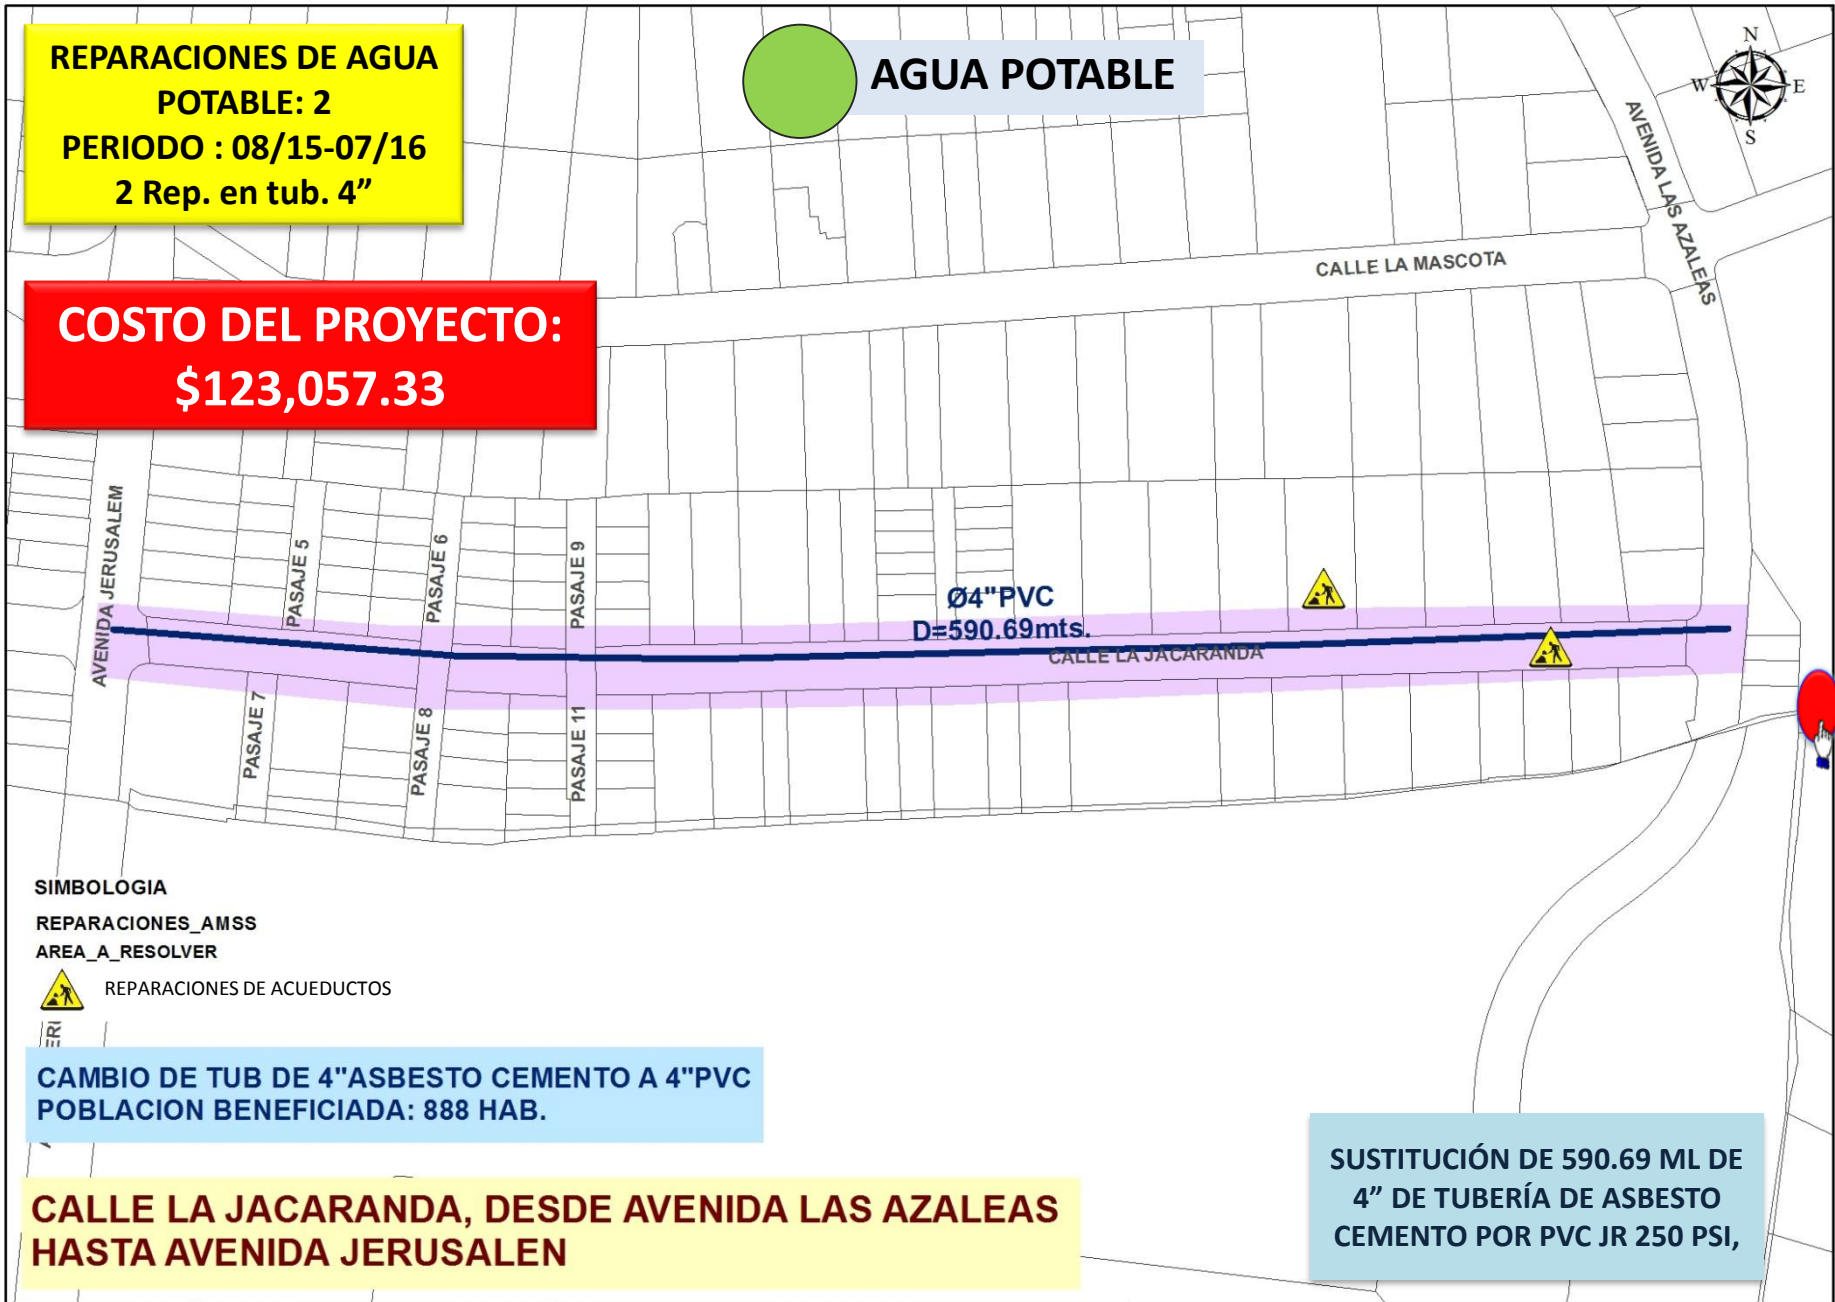 REPARACIONES DE AGUA
POTABLE: 2
PERIODO : 08/15-07/16
2 Rep. en tub. 4”
AGUA POTABLE
N
W
E
S
AVENIDA LAS AZALEAS
CALLE LA MASCOTA
COSTO DEL PROYECTO:
$123,057.33
AVENIDA JERUSALEM
PASAJE 5
PASAJE 6
PASAJE 9
Ø4"PVC
D=590.69mts.
CALLE LA JACARANDA
PASAJE 7
PASAJE 8
PASAJE 11
SIMBOLOGIA
REPARACIONES_AMSS
AREA_A_RESOLVER
REPARACIONES DE ACUEDUCTOS
CAMBIO DE TUB DE 4"ASBESTO CEMENTO A 4"PVC
POBLACION BENEFICIADA: 888 HAB.
CALLE LA JACARANDA, DESDE AVENIDA LAS AZALEAS
HASTA AVENIDA JERUSALEN
SUSTITUCIÓN DE 590.69 ML DE
4” DE TUBERÍA DE ASBESTO
CEMENTO POR PVC JR 250 PSI,